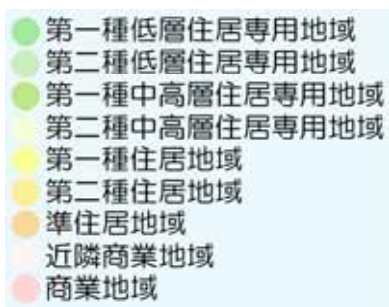 第一種低層住居専用地域
第二種低層住居専用地域
第一種中高層住居専用地域
第二種中高層住居専用地域
第一種住居地域
第二種住居地域
準住居地域
近隣商業地域
商業地域